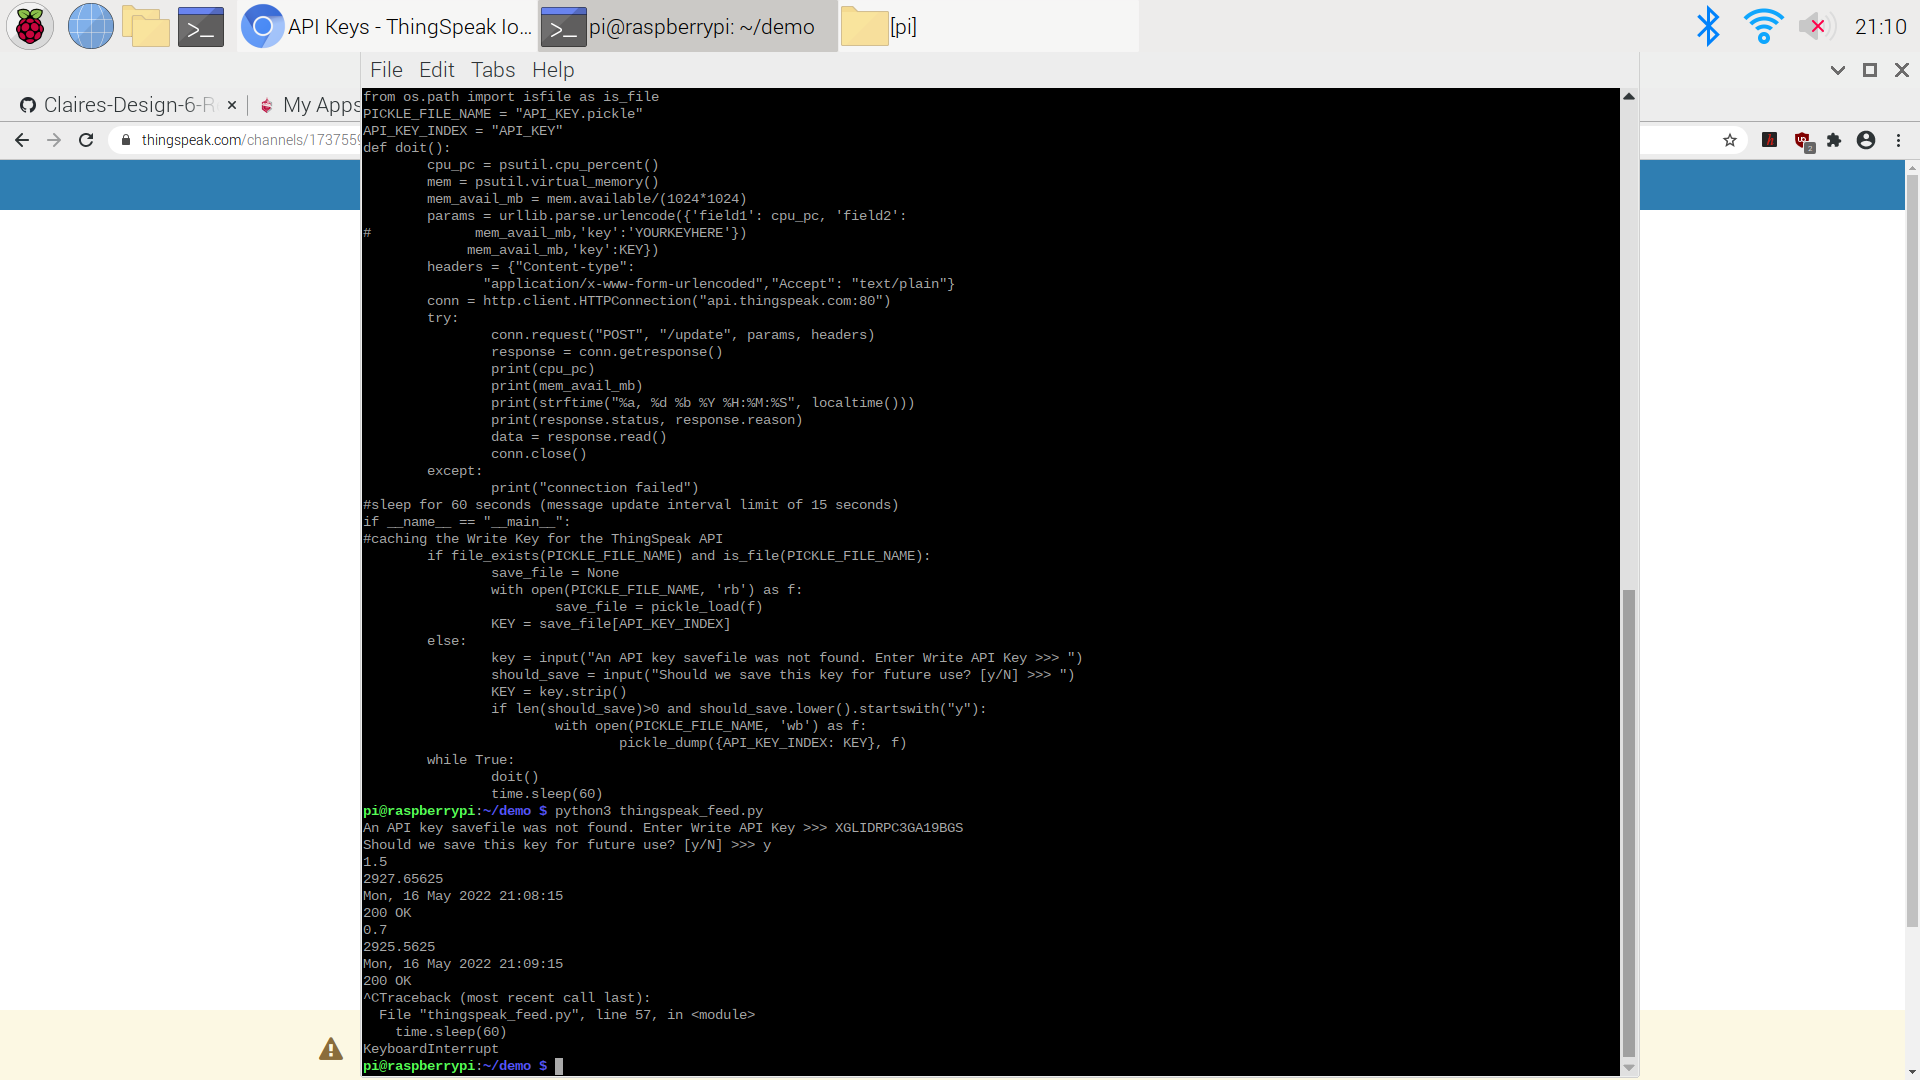 API Keys - ThingSpeak Io...
pi@raspberrypi: ~/demo
[pi]
21:10
File Edit Tabs Help
Claires-Design-6-R
My Apps
thingspeak.com/channels/1737559
2
from os.path import isfile as is_file
PICKLE_FILE_NAME = "API_KEY.pickle"
API_KEY_INDEX = "API_KEY"
def doit():
        cpu_pc = psutil.cpu_percent()
        mem = psutil.virtual_memory()
        mem_avail_mb = mem.available/(1024*1024)
        params = urllib.parse.urlencode({'field1': cpu_pc, 'field2':
#             mem_avail_mb,'key':'YOURKEYHERE'})
             mem_avail_mb,'key':KEY})
        headers = {"Content-type":
               "application/x-www-form-urlencoded","Accept": "text/plain"}
        conn = http.client.HTTPConnection("api.thingspeak.com:80")
        try:
                conn.request("POST", "/update", params, headers)
                response = conn.getresponse()
                print(cpu_pc)
                print(mem_avail_mb)
                print(strftime("%a, %d %b %Y %H:%M:%S", localtime()))
                print(response.status, response.reason)
                data = response.read()
                conn.close()
        except:
                print("connection failed")
#sleep for 60 seconds (message update interval limit of 15 seconds)
if __name__ == "__main__":
#caching the Write Key for the ThingSpeak API
        if file_exists(PICKLE_FILE_NAME) and is_file(PICKLE_FILE_NAME):
                save_file = None
                with open(PICKLE_FILE_NAME, 'rb') as f:
                        save_file = pickle_load(f)
                KEY = save_file[API_KEY_INDEX]
        else:
                key = input("An API key savefile was not found. Enter Write API Key >>> ")
                should_save = input("Should we save this key for future use? [y/N] >>> ")
                KEY = key.strip()
                if len(should_save)>0 and should_save.lower().startswith("y"):
                        with open(PICKLE_FILE_NAME, 'wb') as f:
                                pickle_dump({API_KEY_INDEX: KEY}, f)
        while True:
                doit()
                time.sleep(60)
pi@raspberrypi:~/demo $ python3 thingspeak_feed.py
An API key savefile was not found. Enter Write API Key >>> XGLIDRPC3GA19BGS
Should we save this key for future use? [y/N] >>> y
1.5
2927.65625
Mon, 16 May 2022 21:08:15
200 OK
0.7
2925.5625
Mon, 16 May 2022 21:09:15
200 OK
^CTraceback (most recent call last):
  File "thingspeak_feed.py", line 57, in <module>
    time.sleep(60)
KeyboardInterrupt
pi@raspberrypi:~/demo $